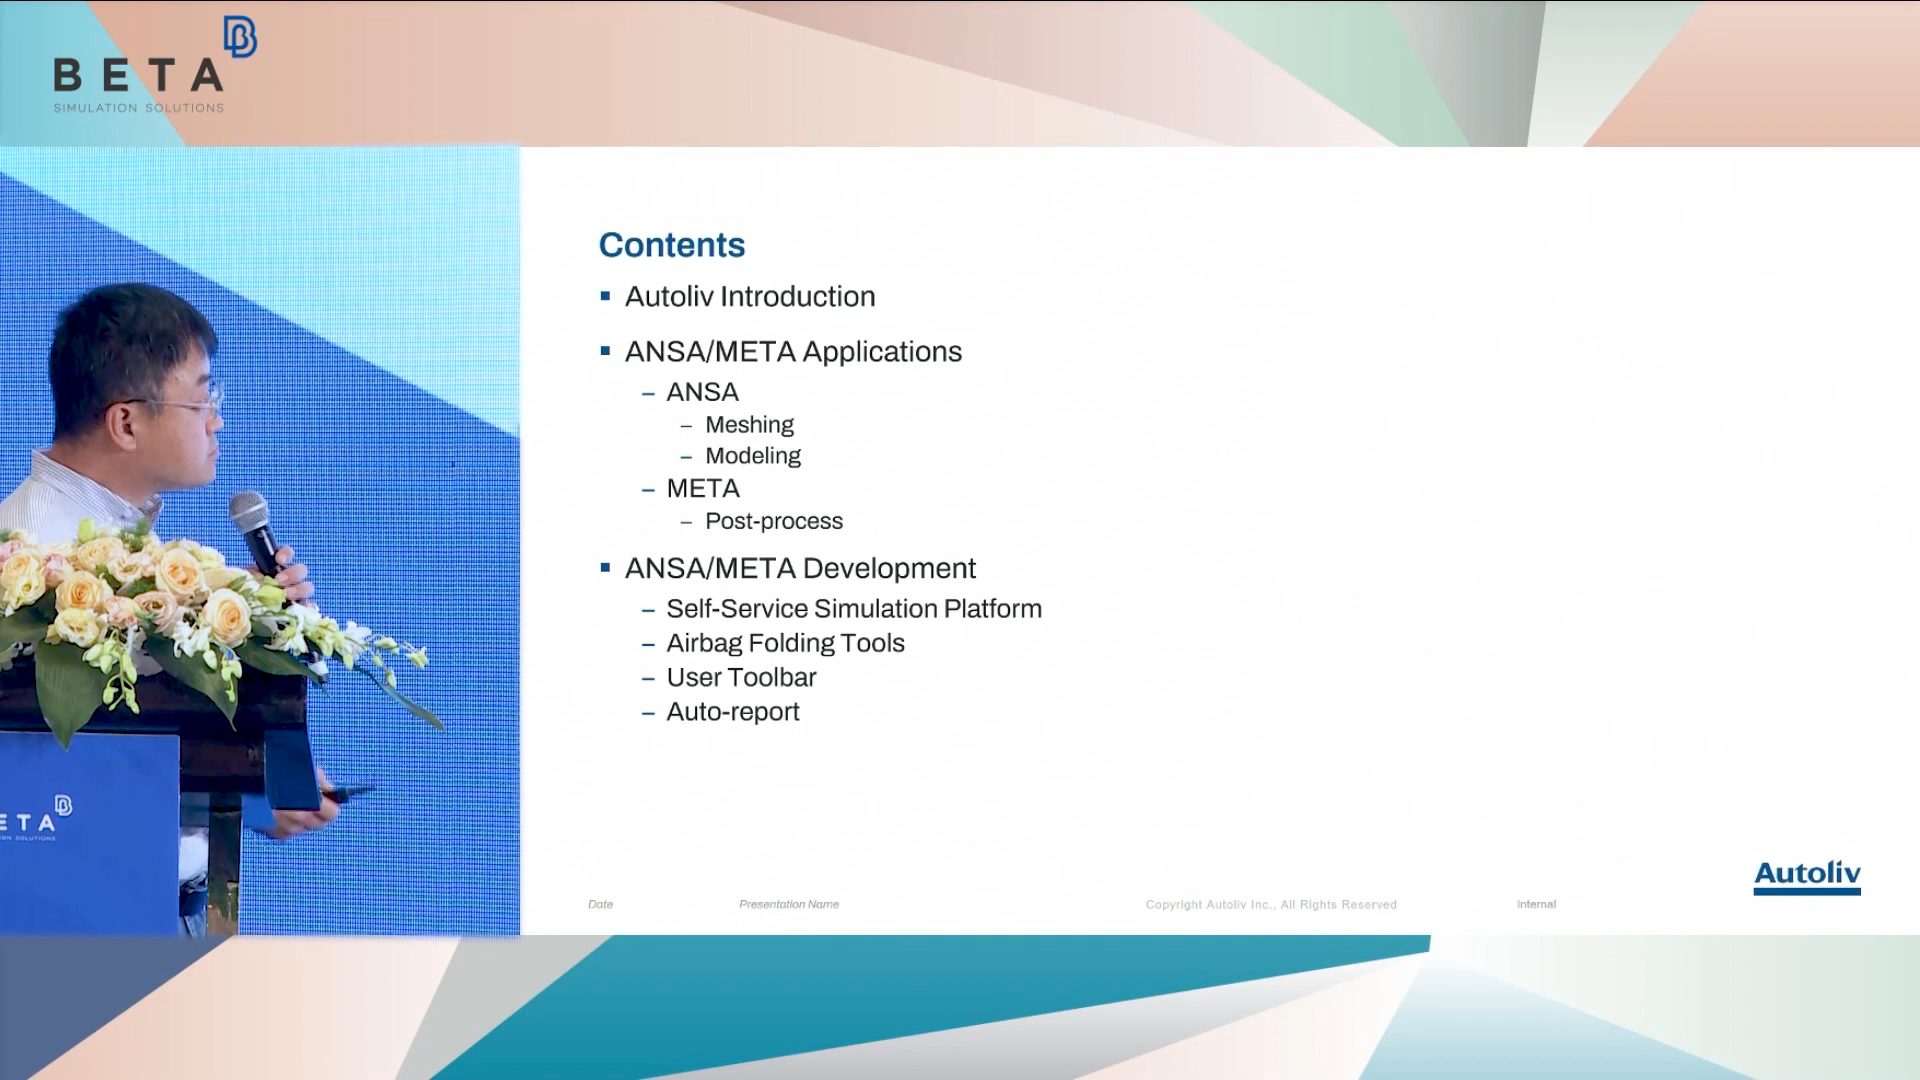 BETA
SIMULATION SOLUTIONS
Contents
▪ Autoliv Introduction
▪ ANSA/META Applications
– ANSA
– Meshing
– Modeling
– META
– Post-process
▪ ANSA/META Development
– Self-Service Simulation Platform
– Airbag Folding Tools
– User Toolbar
– Auto-report
ETA
ION SOLUTIONS
Autoliv
Date
Presentation Name
Copyright Autoliv Inc., All Rights Reserved
Internal